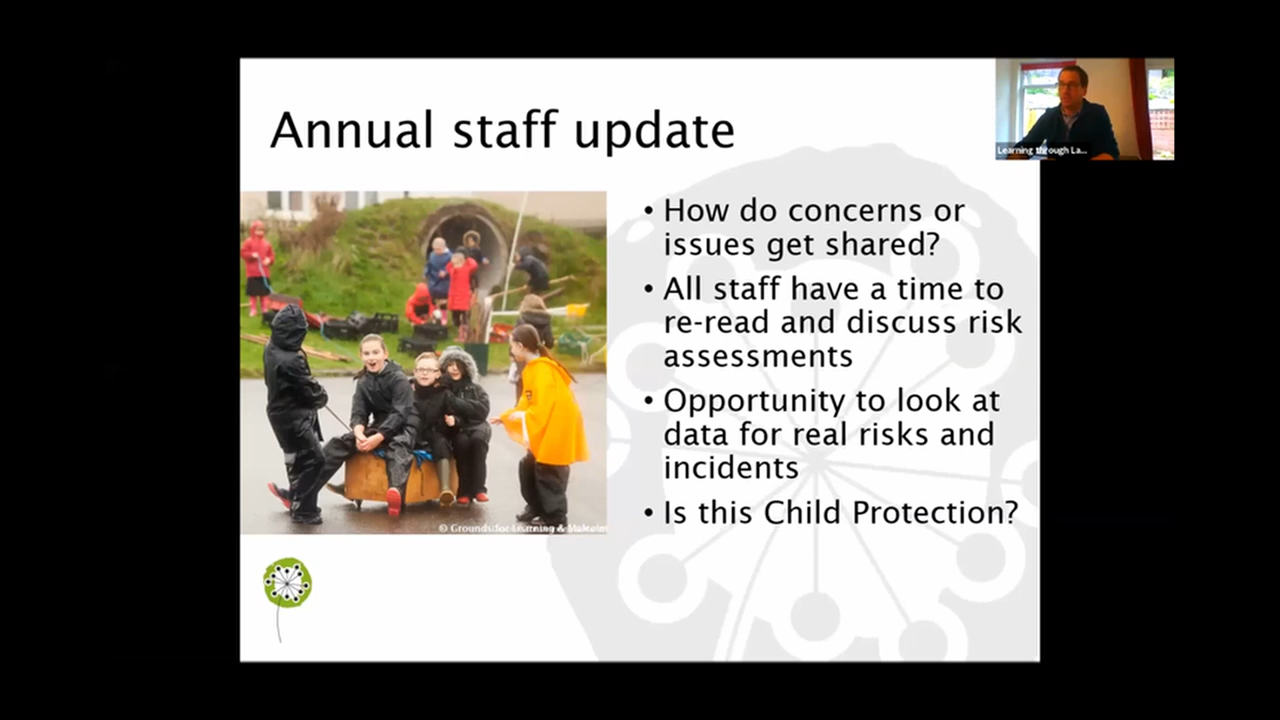 Annual staff update
Learning through La...
• How do concerns or
issues get shared?
• All staff have a time to
re-read and discuss risk
assessments
• Opportunity to look at
data for real risks and
incidents
• Is this Child Protection?
© Grounds for Learning & Malcolm